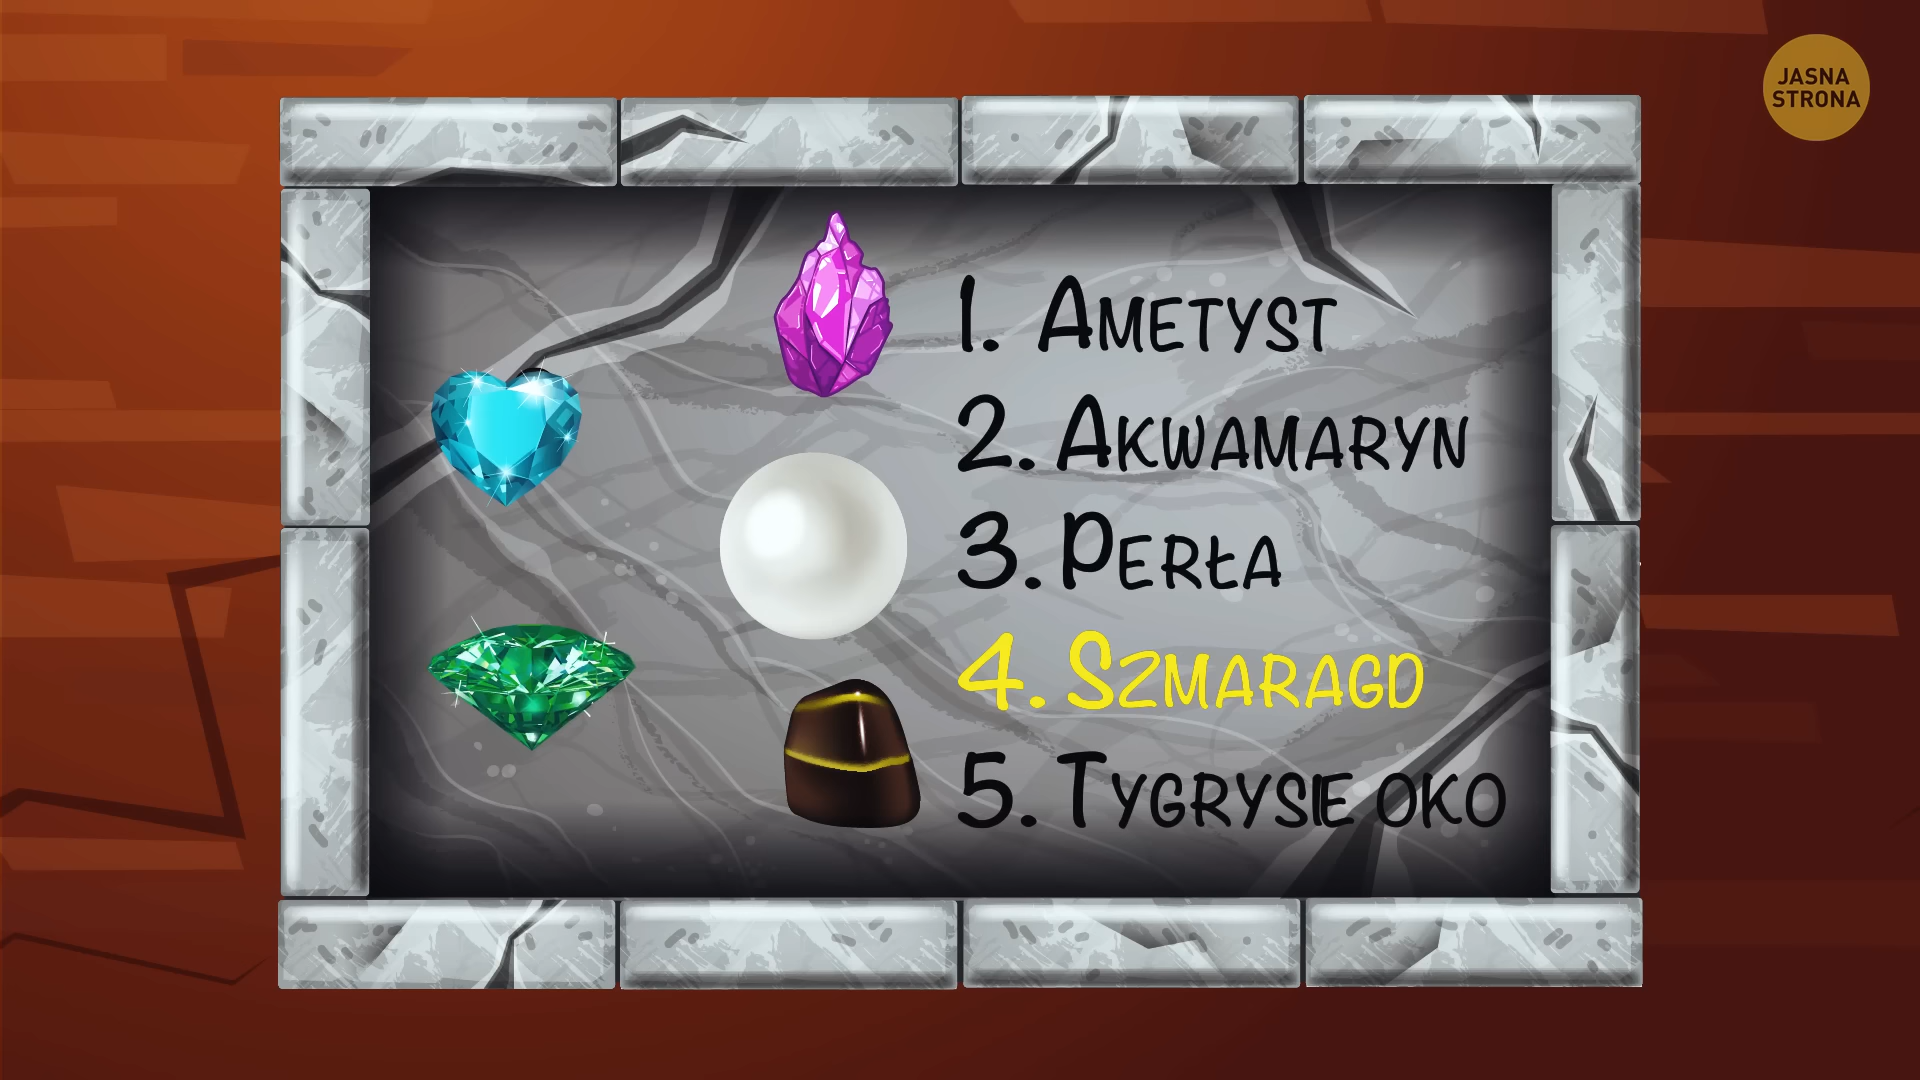 JASNA
STRONA
1. Ametyst
2. Akwamaryn
3. Perła
4. Szmaragd
5. Tygrysie oko